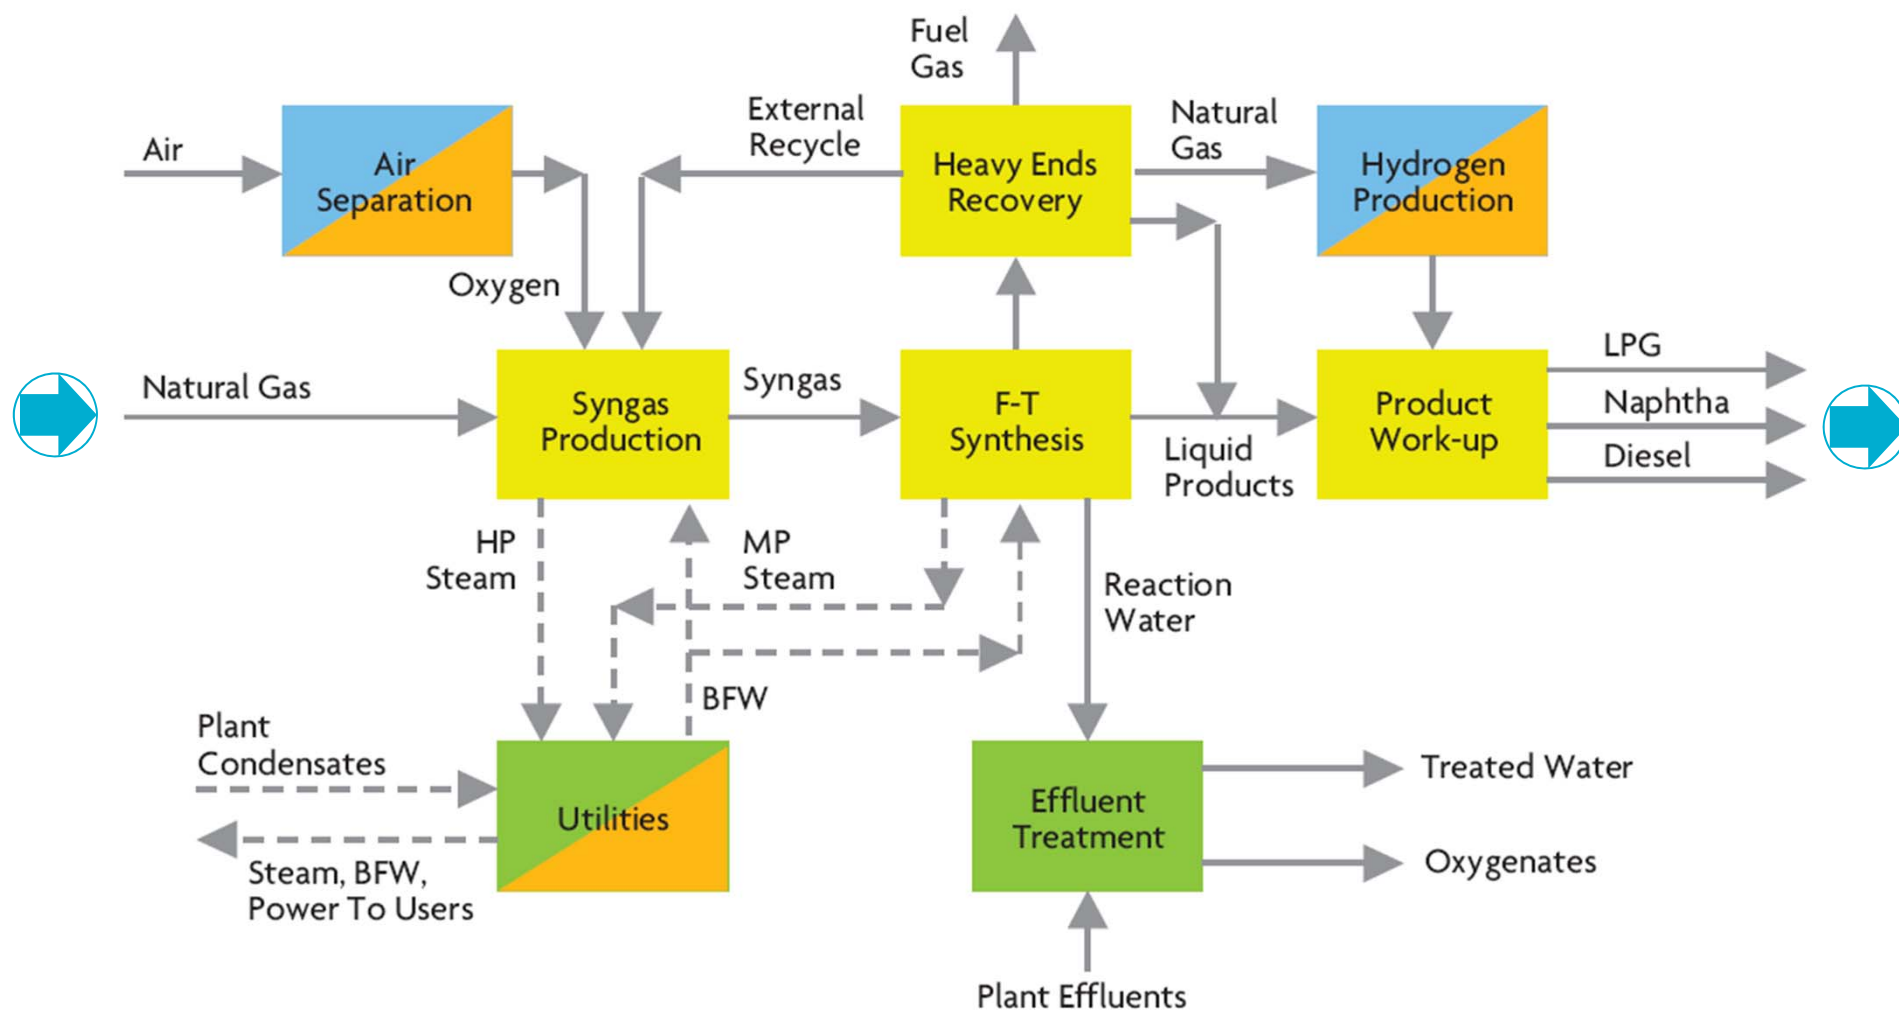 Fuel
Gas
External
Recycle
Natural
Gas
Air
Air
Separation
Heavy Ends
Recovery
Hydrogen
Production
Oxygen
Natural Gas
Syngas
Production
Syngas
F-T
Synthesis
Liquid
Products
Product
Work-up
LPG
Naphtha
Diesel
HP
Steam
MP
Steam
Reaction
Water
BFW
Plant
Condensates
Utilities
Steam, BFW,
Power To Users
Effluent
Treatment
Treated Water
Oxygenates
Plant Effluents